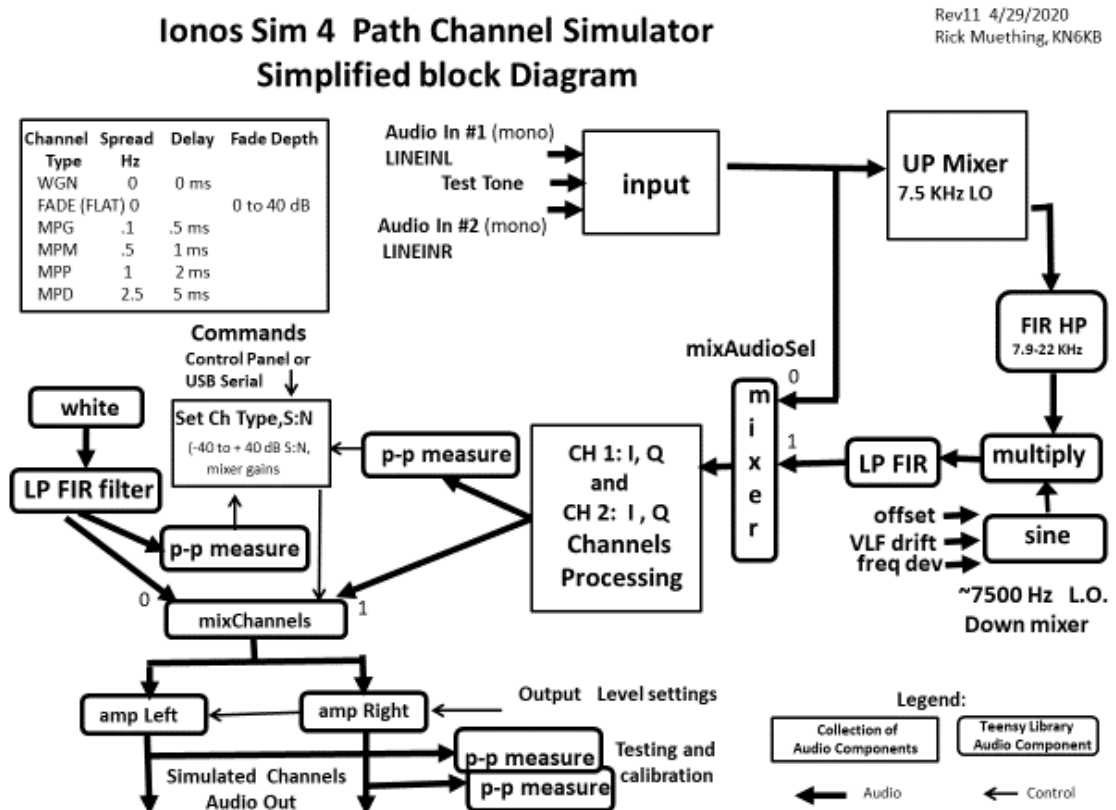 Ionos Sim 4 Path Channel Simulator
Simplified block Diagram
Rev11 4/29/2020
Rick Muething, KN6KB
Channel Spread Delay Fade Depth
Type Hz
WGN 0 0 ms
FADE (FLAT) 0 0 to 40 dB
MPG .1 .5 ms
MPM .5 1 ms
MPP 1 2 ms
MPD 2.5 5 ms
Audio In #1 (mono)
LINEINL
Test Tone
Audio In #2 (mono)
LINEINR
input
UP Mixer
7.5 KHz LO
FIR HP
7.9-22 KHz
multiply
sine
offset
VLF drift
freq dev
~7500 Hz L.O.
Down mixer
LP FIR
mixAudioSel
0
1
mixer
CH 1: I, Q
and
CH 2: I , Q
Channels
Processing
Commands
Control Panel or
USB Serial
Set Ch Type,S:N
(-40 to + 40 dB S:N,
mixer gains
p-p measure
white
LP FIR filter
p-p measure
0
1
mixChannels
amp Left
amp Right
Output Level settings
p-p measure
p-p measure
Testing and
calibration
Simulated Channels
Audio Out
Legend:
Collection of
Audio Components
Teensy Library
Audio Component
Audio
Control